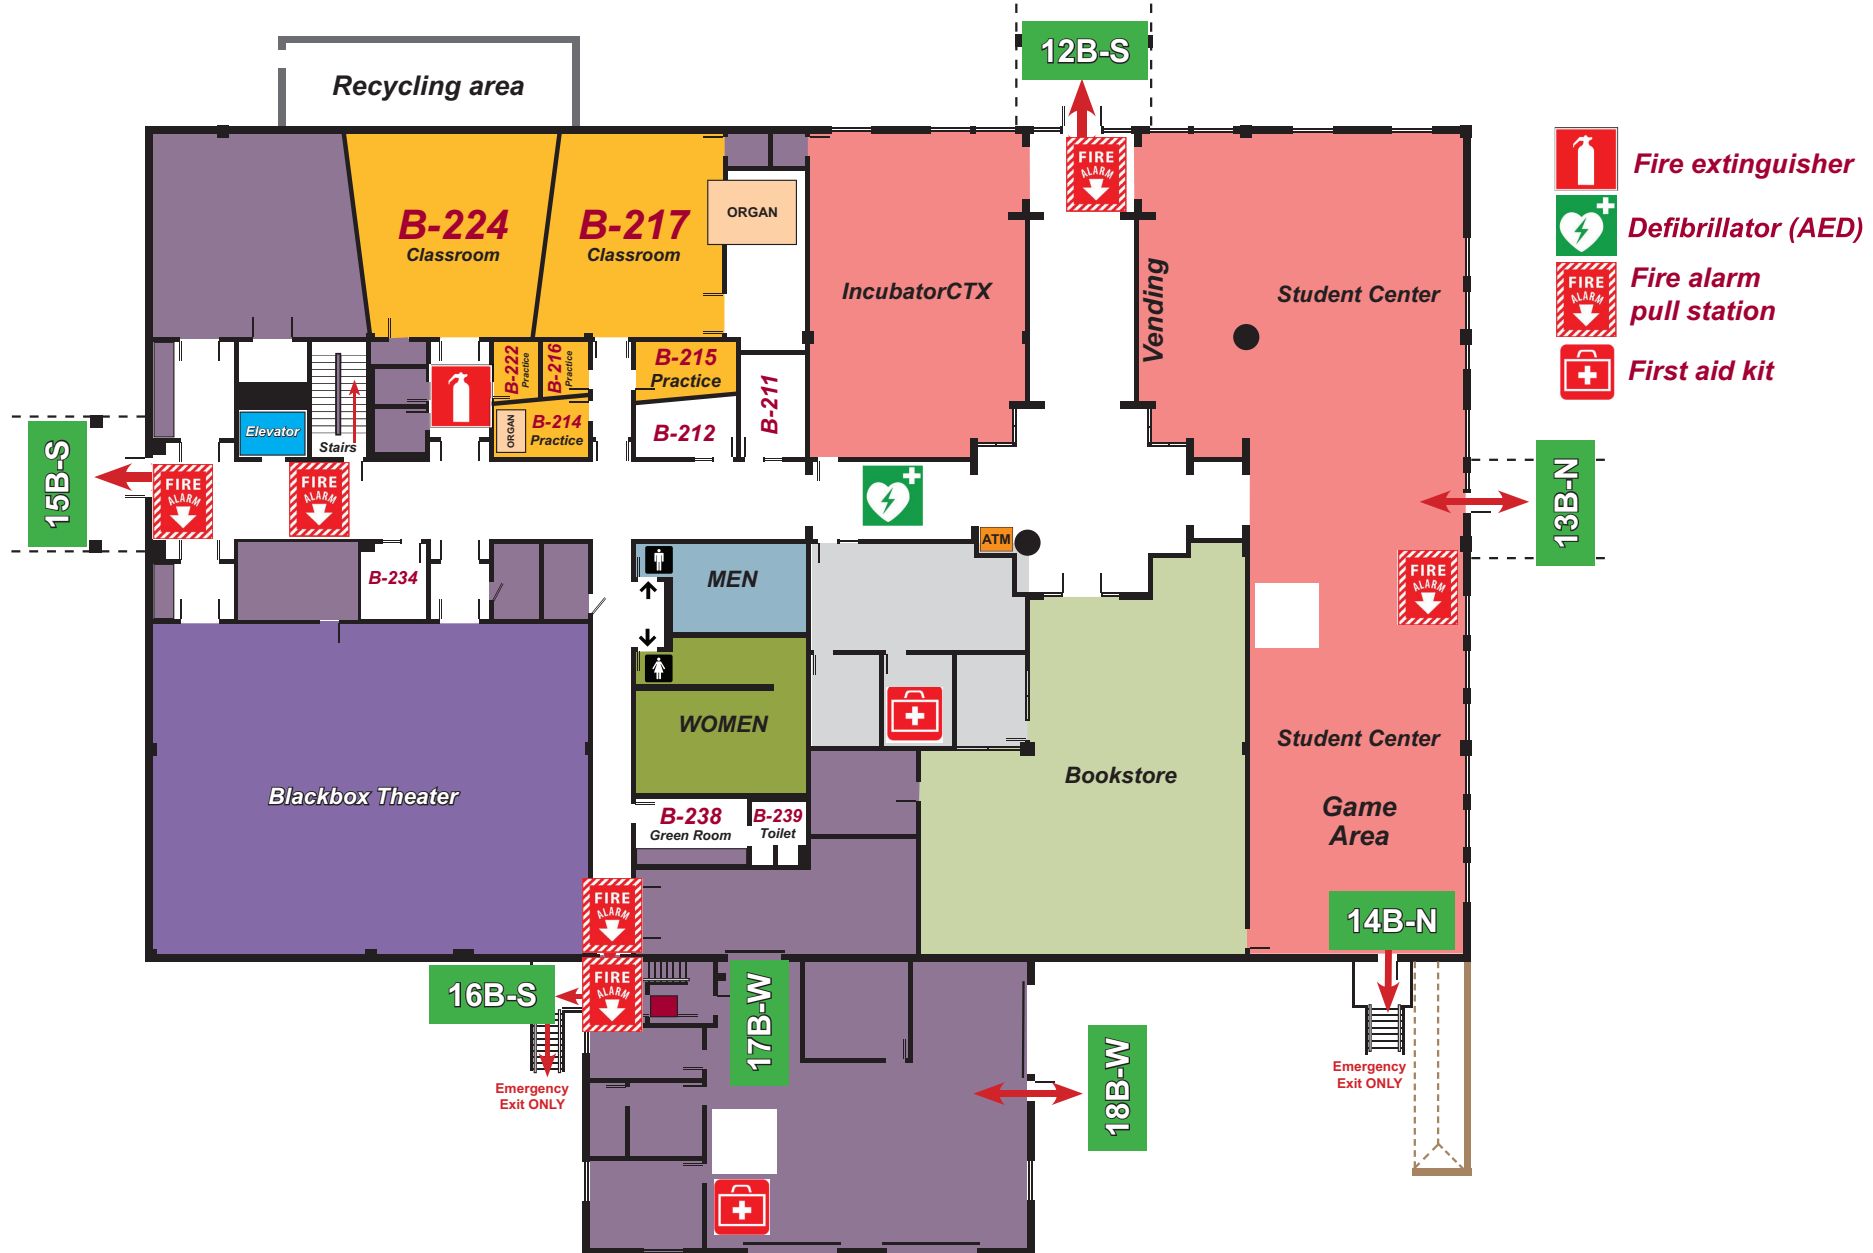 12B-S
Recycling area
FIRE
ALARM
Fire extinguisher
B-224
Classroom
B-217
Classroom
ORGAN
Defibrillator (AED)
IncubatorCTX
Vending
Student Center
FIRE
ALARM
Fire alarm
pull station
B-222
Practice
B-216
Practice
B-215
Practice
B-211
First aid kit
Elevator
Stairs
ORGAN
B-214
Practice
B-212
15B-S
FIRE
ALARM
FIRE
ALARM
13B-N
ATM
B-234
MEN
FIRE
ALARM
WOMEN
Student Center
Bookstore
Blackbox Theater
Game
Area
B-238
Green Room
B-239
Toilet
FIRE
ALARM
14B-N
16B-S
FIRE
ALARM
17B-W
18B-W
Emergency
Exit ONLY
Emergency
Exit ONLY